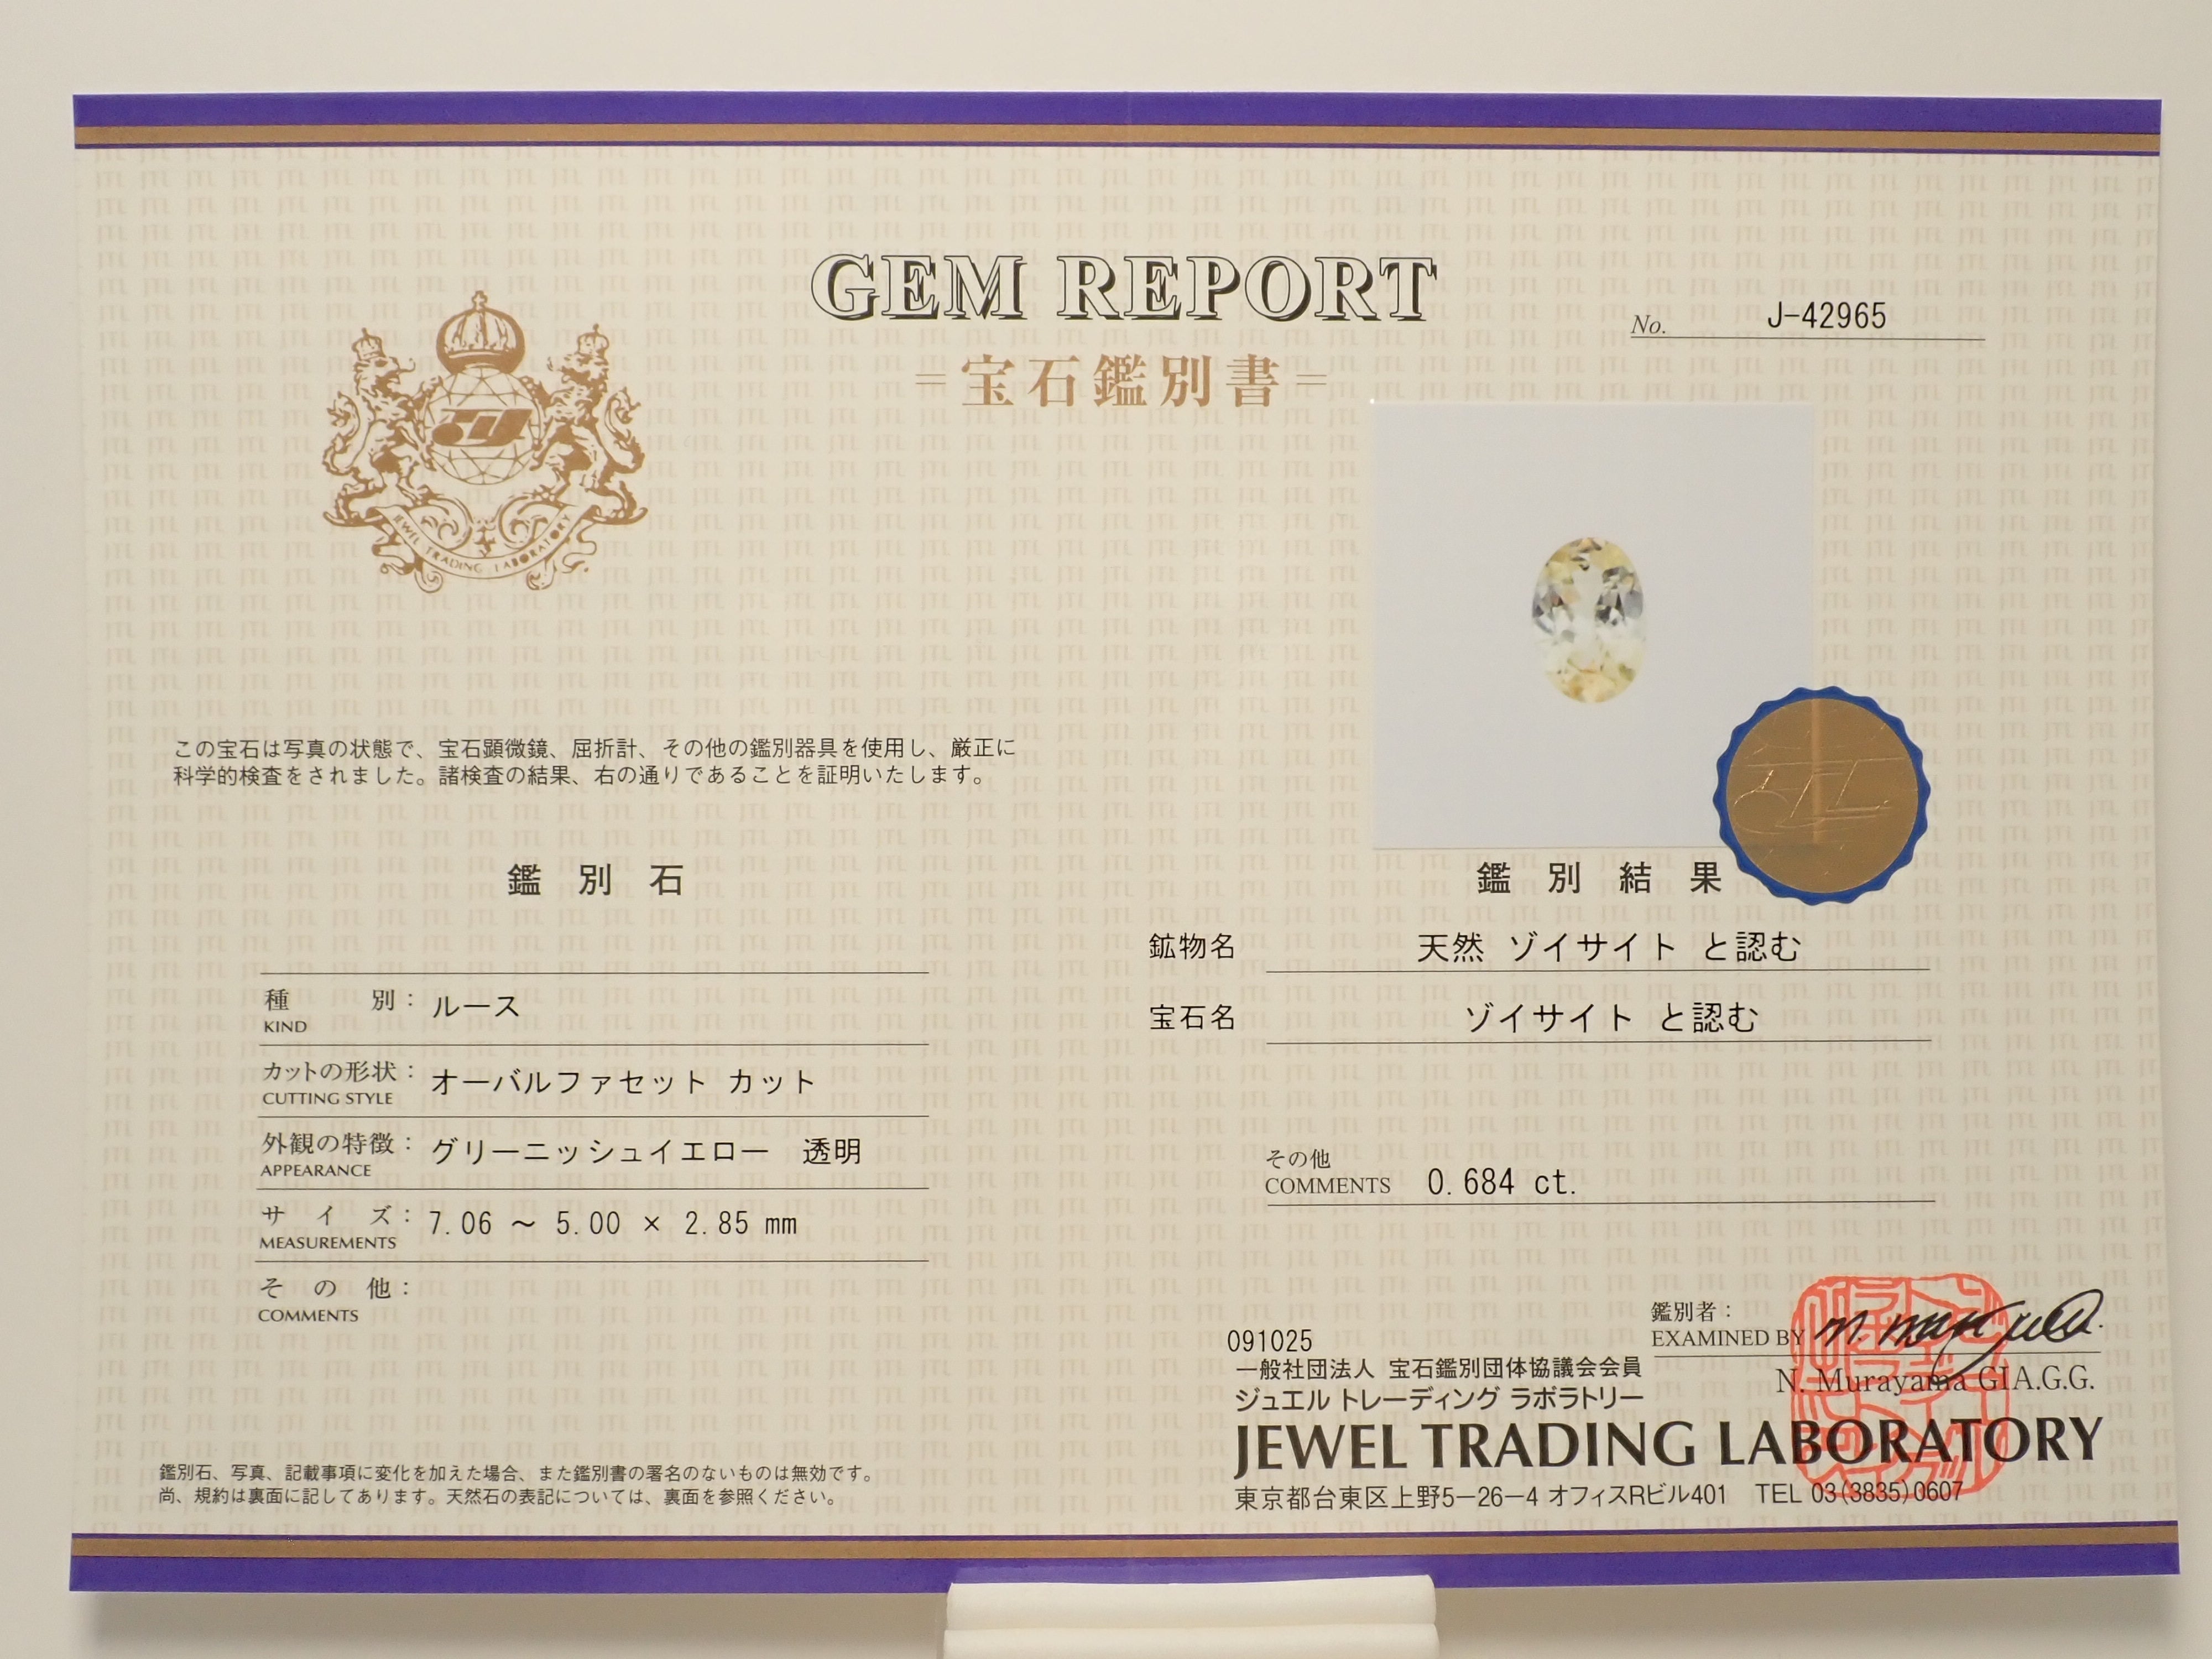 GEM REPORT
=宝石鑑別書=
No. J-42965
JEWEL TRADING LABORATORY
この宝石は写真の状態で、宝石顕微鏡、屈折計、その他の鑑別器具を使用し、厳正に
科学的検査をされました。諸検査の結果、右の通りであることを証明いたします。
鑑別石
種別: ルース
KIND
カットの形状: オーバルファセット カット
CUTTING STYLE
外観の特徴: グリーニッシュイエロー 透明
APPEARANCE
サイズ: 7.06 ～ 5.00 × 2.85 mm
MEASUREMENTS
その他:
COMMENTS
鑑別石、写真、記載事項に変化を加えた場合、また鑑別書の署名のないものは無効です。
尚、規約は裏面に記してあります。天然石の表記については、裏面を参照ください。
鑑別結果
鉱物名 天然 ゾイサイト と認む
宝石名 ゾイサイト と認む
その他
COMMENTS 0.684 ct.
鑑別者:
EXAMINED BY
N. Murayama GIA.G.G.
091025
一般社団法人 宝石鑑別団体協議会会員
ジュエル トレーディング ラボラトリー
JEWEL TRADING LABORATORY
東京都台東区上野5−26−4 オフィスRビル401 TEL 03(3835)0607